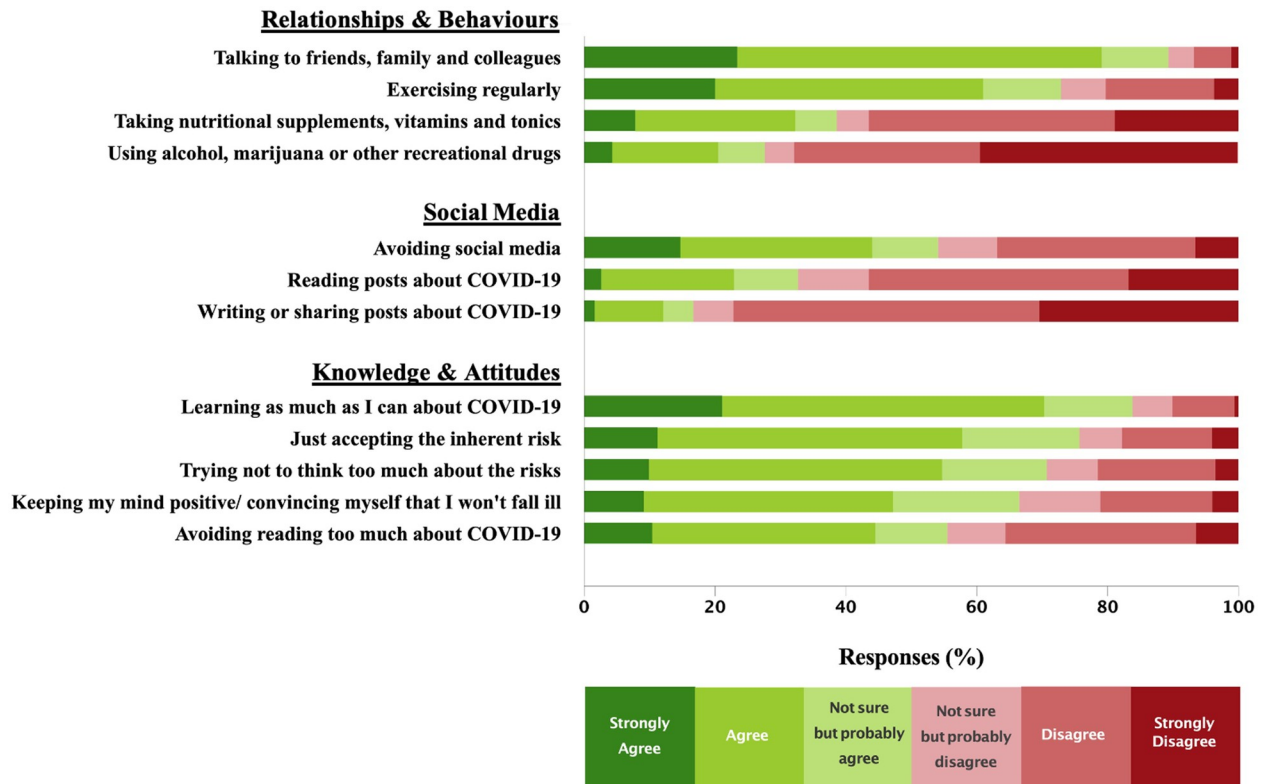 Relationships & Behaviours
Talking to friends, family and colleagues
Exercising regularly
Taking nutritional supplements, vitamins and tonics
Using alcohol, marijuana or other recreational drugs
Social Media
Avoiding social media
Reading posts about COVID-19
Writing or sharing posts about COVID-19
Knowledge & Attitudes
Learning as much as I can about COVID-19
Just accepting the inherent risk
Trying not to think too much about the risks
Keeping my mind positive/ convincing myself that I won't fall ill
Avoiding reading too much about COVID-19
0 20 40 60 80 100
Responses (%)
Strongly
Agree
Agree
Not sure
but probably
agree
Not sure
but probably
disagree
Disagree
Strongly
Disagree